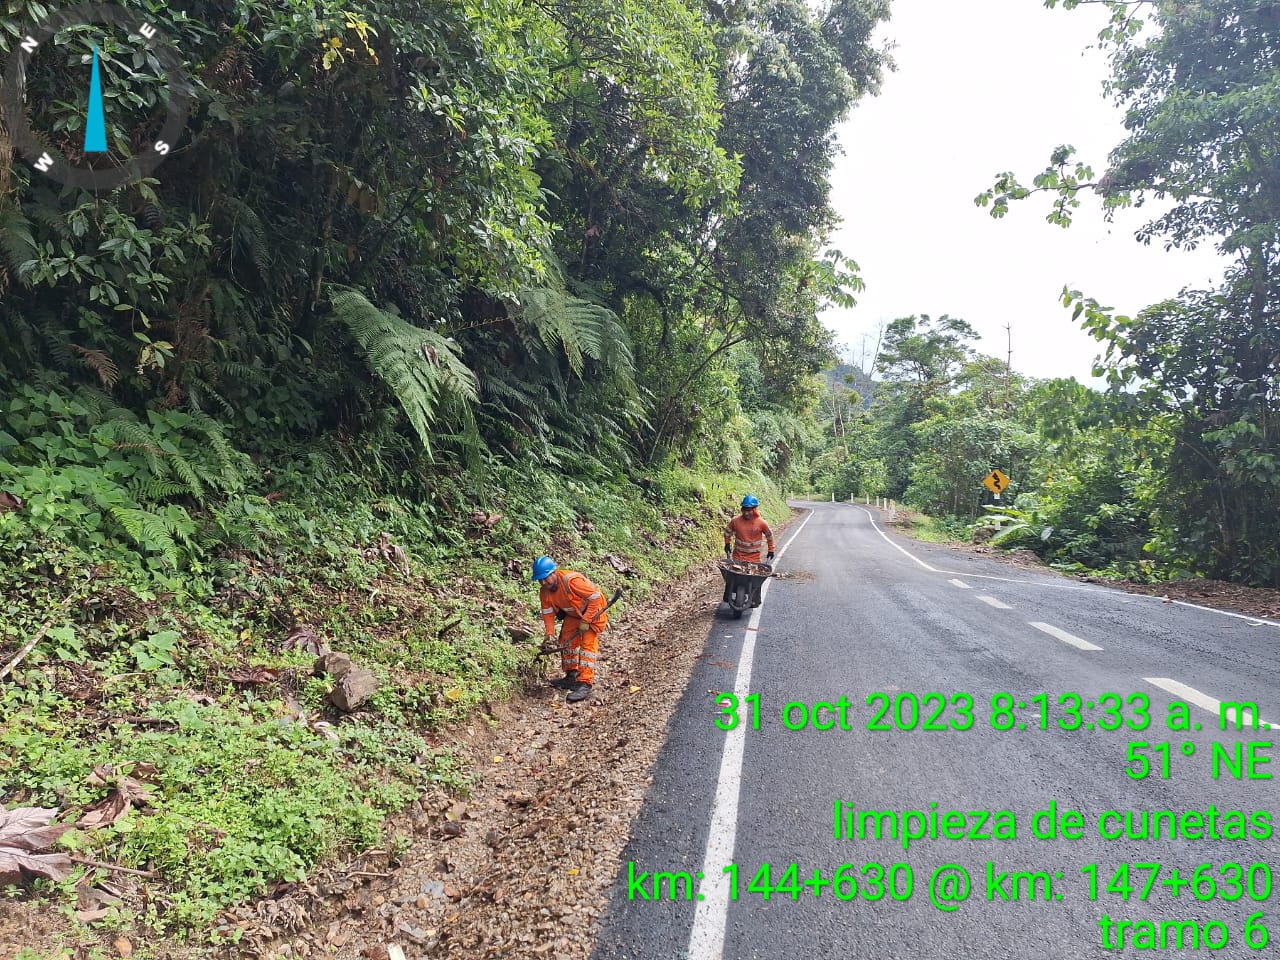 N
E
W
S
31 oct 2023 8:13:33 a. m.
51° NE
limpieza de cunetas
km: 144+630 @ km: 147+630
tramo 6